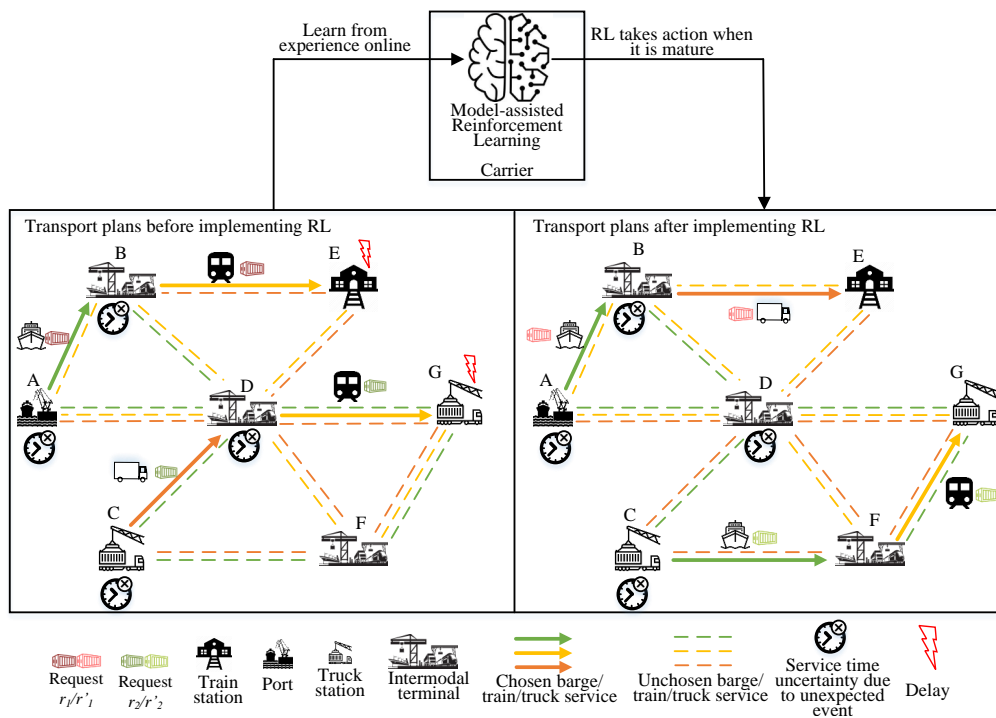 Learn from
experience online
RL takes action when
it is mature
Model-assisted
Reinforcement
Learning
Carrier
Transport plans before implementing RL
B
E
A
D
G
C
F
Transport plans after implementing RL
B
E
A
D
G
C
F
Request
r1/r'1
Request
r2/r'2
Train
station
Port
Truck
station
Intermodal
terminal
Chosen barge/
train/truck service
Unchosen barge/
train/truck service
Service time
uncertainty due
to unexpected
event
Delay